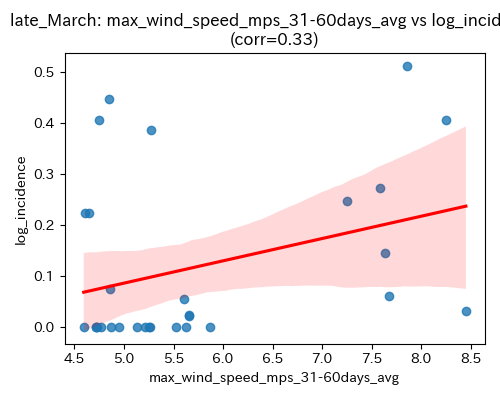 late_March: max_wind_speed_mps_31-60days_avg vs log_incid
(corr=0.33)
0.5
0.4
0.3
0.2
0.1
0.0
log_incidence
4.5 5.0 5.5 6.0 6.5 7.0 7.5 8.0 8.5
max_wind_speed_mps_31-60days_avg